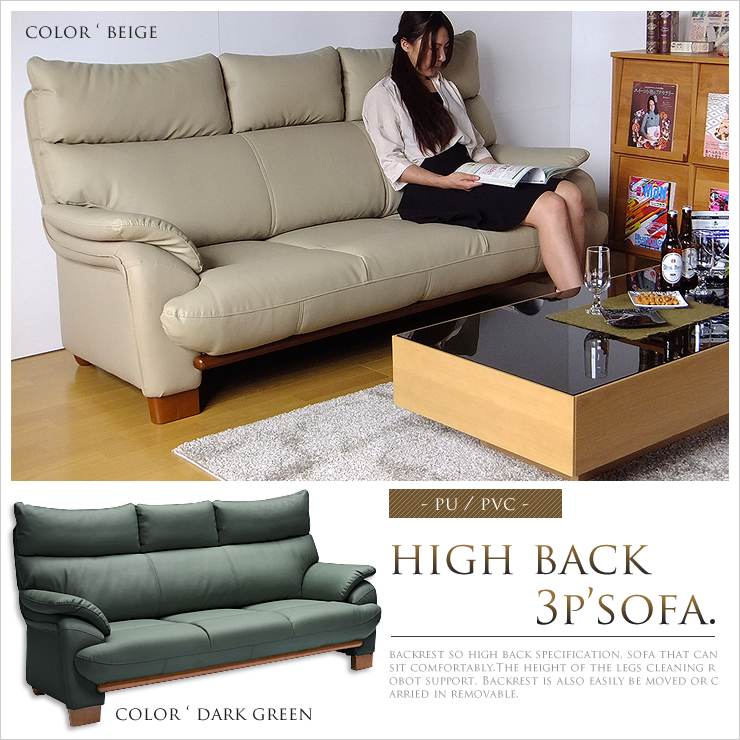 COLOR ‘ BEIGE
- PU / PVC -
HIGH BACK
3P’SOFA.
BACKREST SO HIGH BACK SPECIFICATION, SOFA THAT CAN
SIT COMFORTABLY.THE HEIGHT OF THE LEGS CLEANING R
OBOT SUPPORT. BACKREST IS ALSO EASILY BE MOVED OR C
ARRIED IN REMOVABLE.
COLOR ‘ DARK GREEN